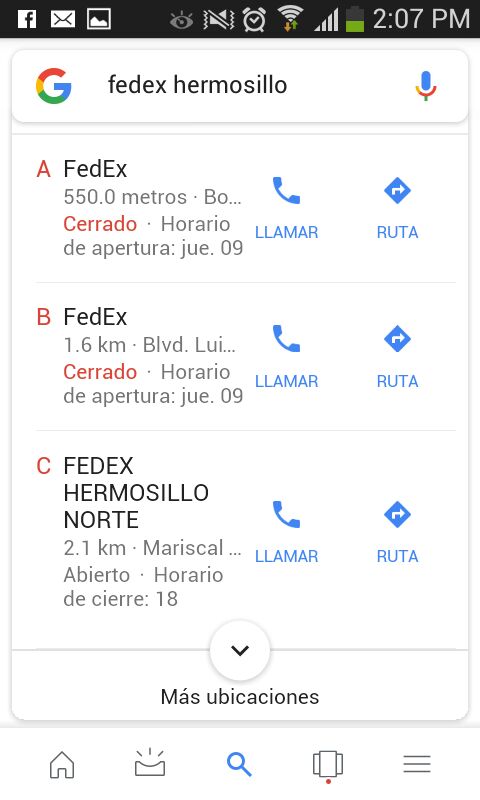 2:07 PM
fedex hermosillo
A FedEx
550.0 metros · Bo...
Cerrado · Horario
de apertura: jue. 09
LLAMAR
RUTA
B FedEx
1.6 km · Blvd. Lui...
Cerrado · Horario
de apertura: jue. 09
LLAMAR
RUTA
C FEDEX
HERMOSILLO
NORTE
2.1 km · Mariscal ...
Abierto · Horario
de cierre: 18
LLAMAR
RUTA
Más ubicaciones